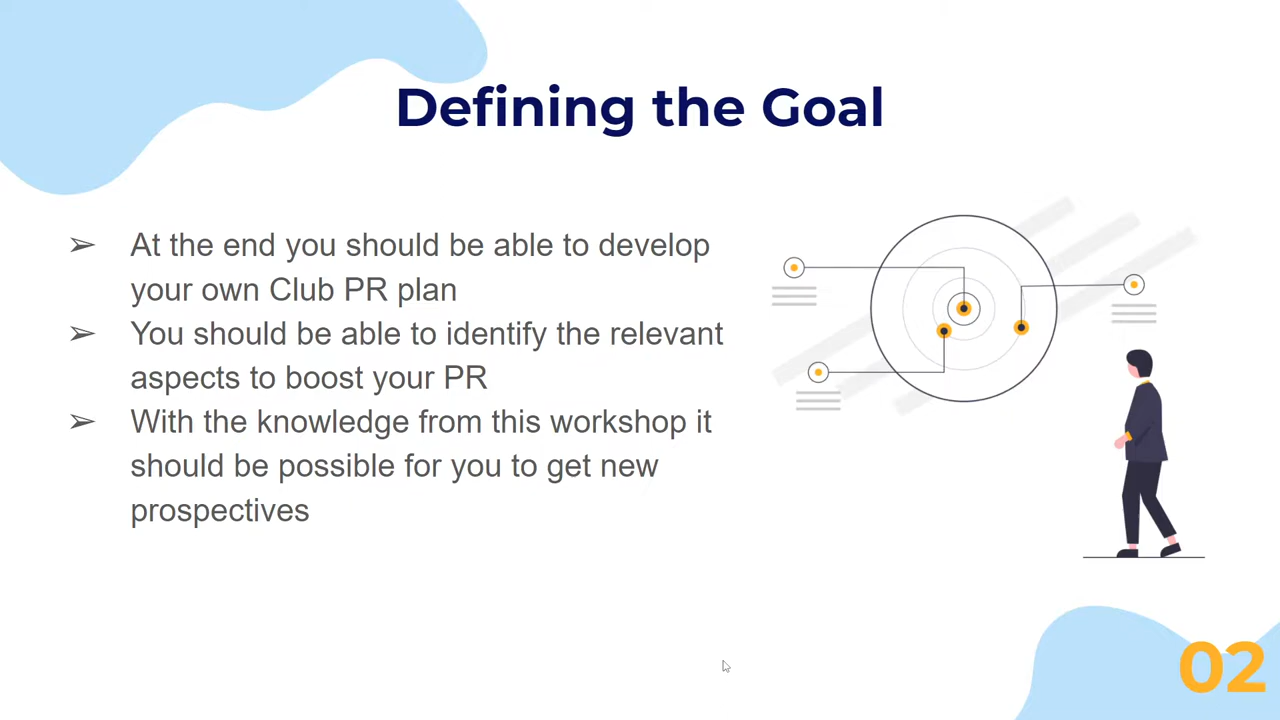 Defining the Goal
➢ At the end you should be able to develop
your own Club PR plan
➢ You should be able to identify the relevant
aspects to boost your PR
➢ With the knowledge from this workshop it
should be possible for you to get new
prospectives
02